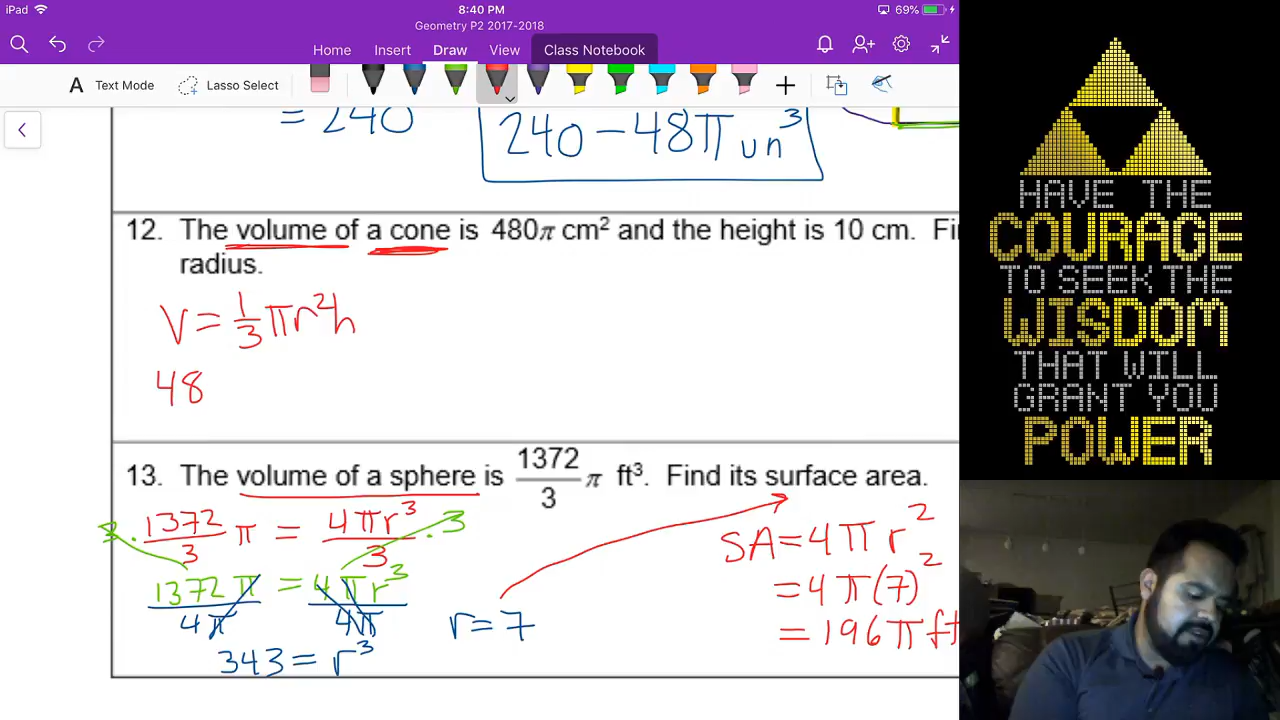 iPad 8:40 PM 69%
Geometry P2 2017-2018
Home Insert Draw View Class Notebook
A Text Mode Lasso Select
= 240
240 - 48π un³
12. The volume of a cone is 480π cm² and the height is 10 cm.
radius.
V = 1/3 πr²h
48
13. The volume of a sphere is 1372/3 π ft³. Find its surface area.
3 · 1372/3 π = 4πr³/3 · 3
1372π/4π = 4πr³/4π
343 = r³
r = 7
SA = 4πr²
= 4π(7)²
= 196π ft
HAVE THE
COURAGE
TO SEEK THE
WISDOM
THAT WILL
GRANT YOU
POWER